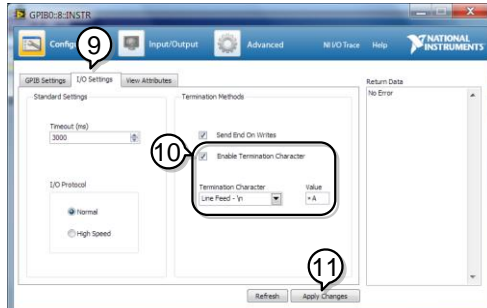 GPIB0::8::INSTR
Config
9
Input/Output
Advanced
NI I/O Trace
Help
NATIONAL
INSTRUMENTS
GPIB Settings
I/O Settings
View Attributes
Return Data
Standard Settings
Termination Methods
No Error
Timeout (ms)
3000
Send End On Writes
10
Enable Termination Character
I/O Protocol
Termination Character
Value
Line Feed - \n
Normal
High Speed
11
Refresh
Apply Changes